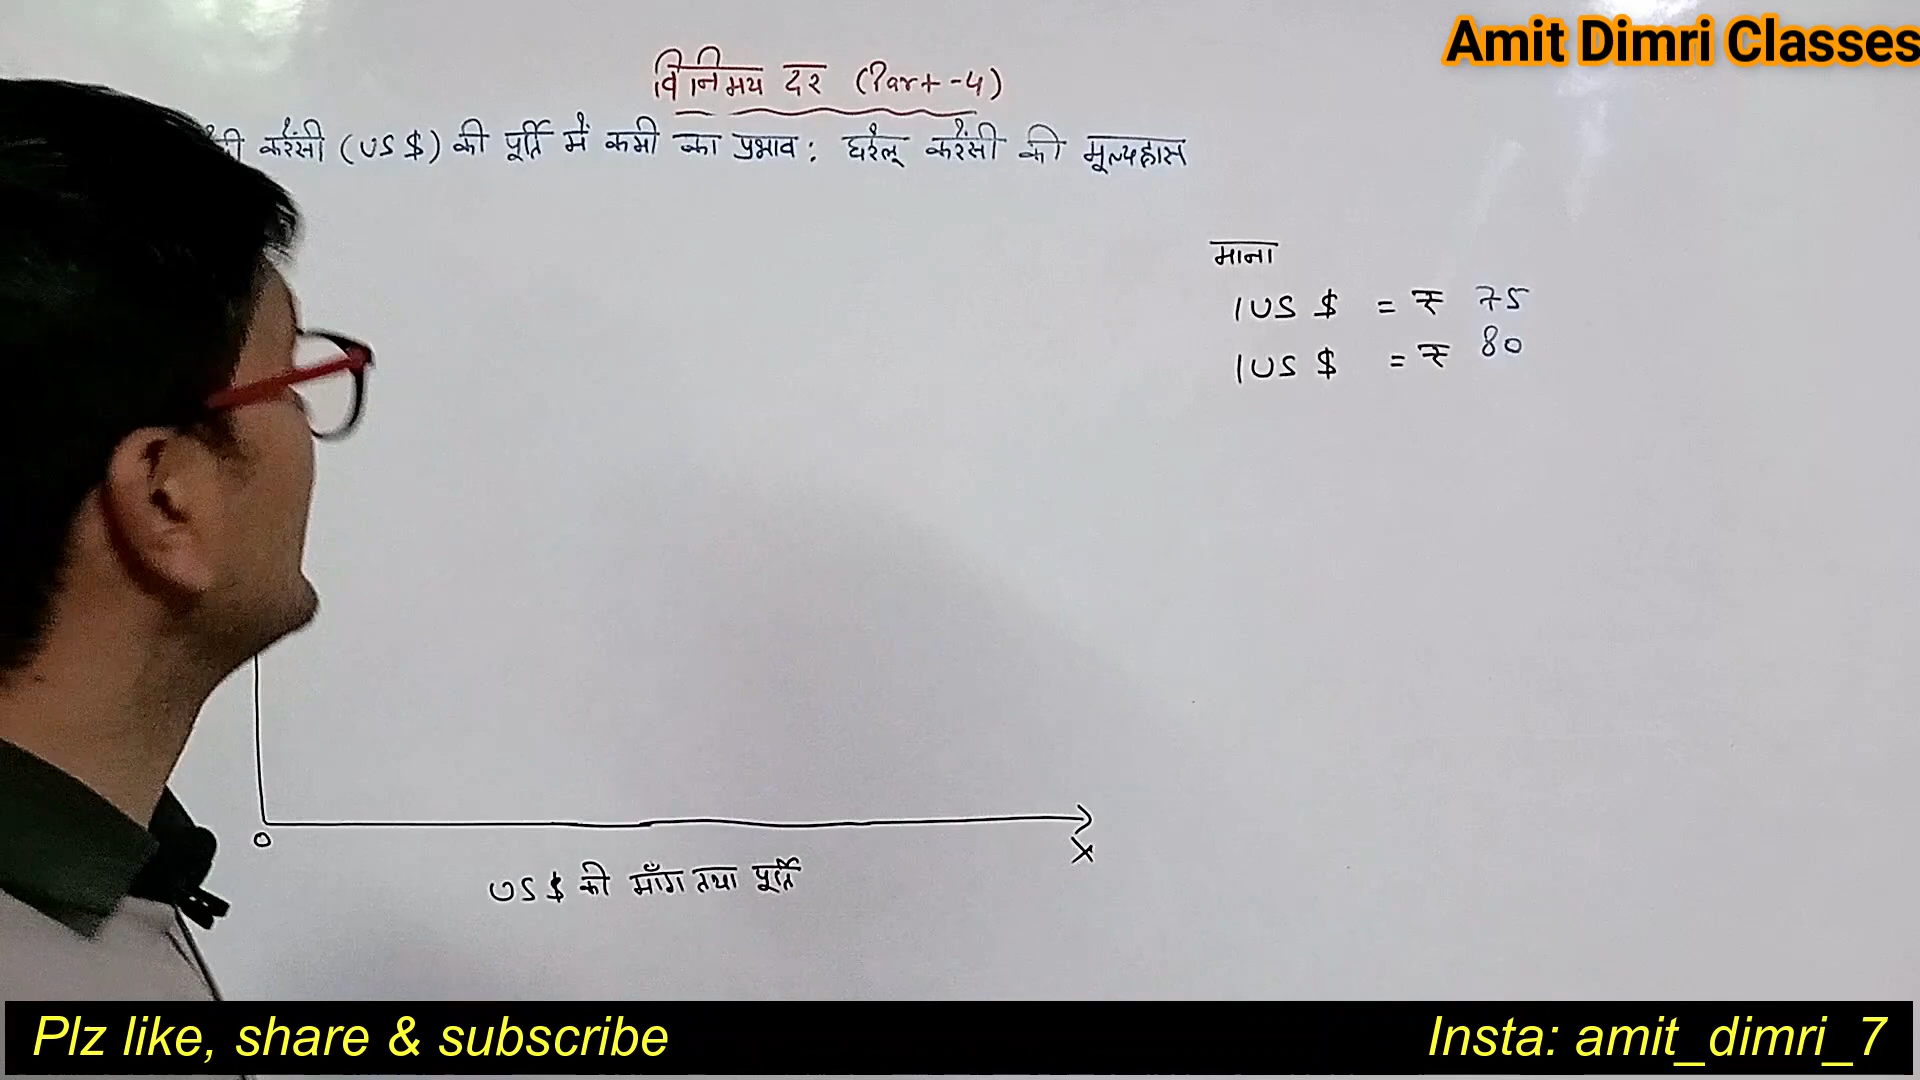 Amit Dimri Classes
विनिमय दर (Part-4)
करेंसी (US $) की पूर्ति में कमी का प्रभाव: घरेलू करेंसी की मूल्यह्रास
माना
1 US $ = ₹ 75
1 US $ = ₹ 80
O
X
US $ की माँग तथा पूर्ति
Plz like, share & subscribe
Insta: amit_dimri_7